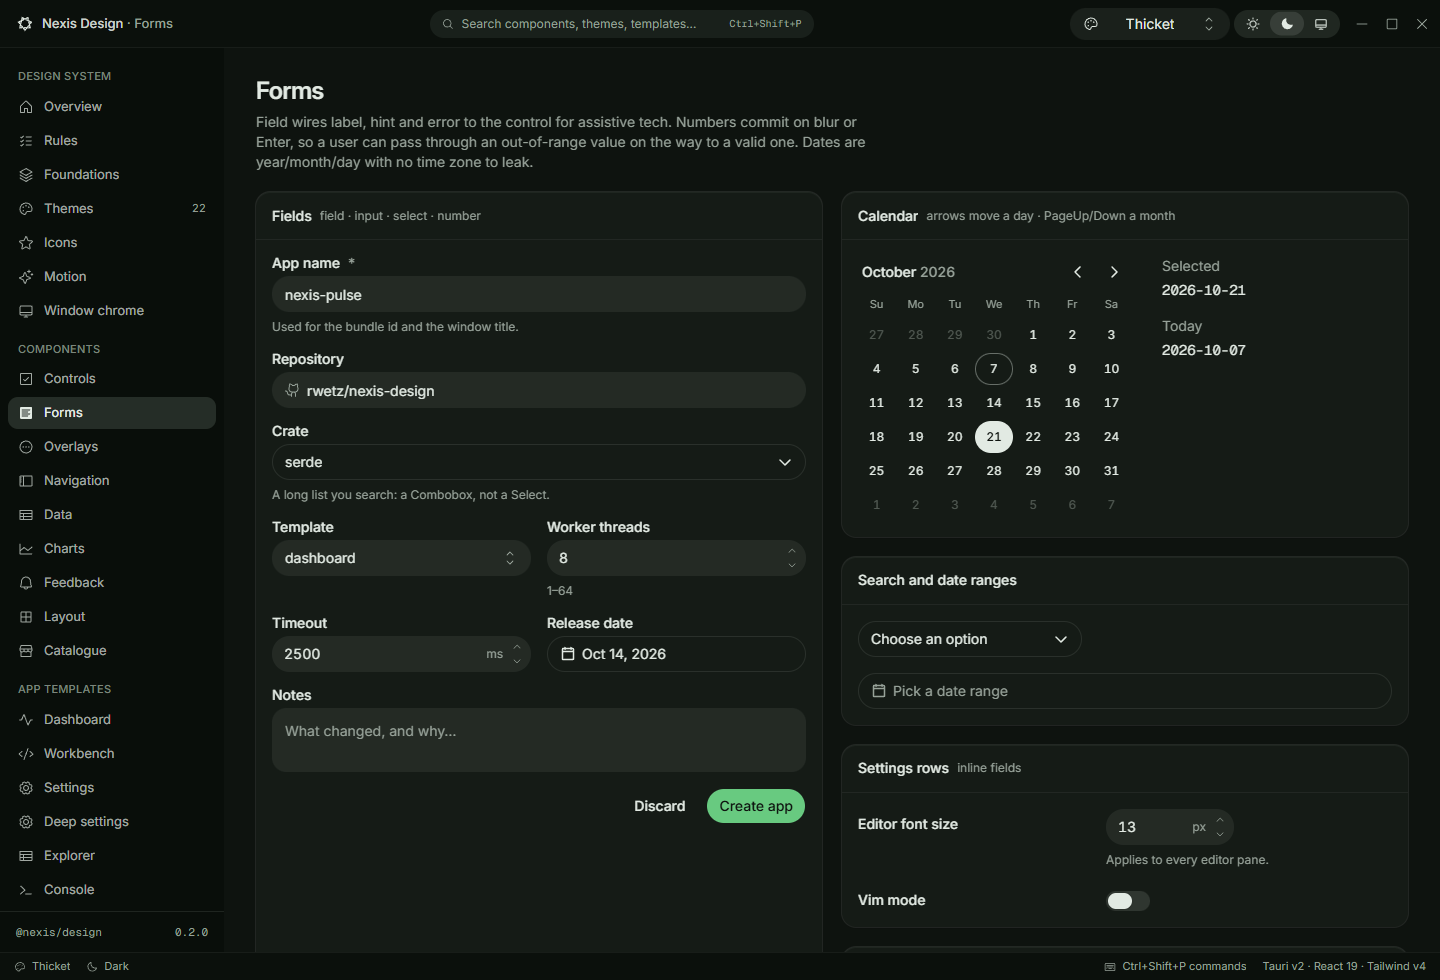 Nexis Design · Forms
Search components, themes, templates... Ctrl+Shift+P
Thicket
DESIGN SYSTEM
Overview
Rules
Foundations
Themes 22
Icons
Motion
Window chrome
COMPONENTS
Controls
Forms
Overlays
Navigation
Data
Charts
Feedback
Layout
Catalogue
APP TEMPLATES
Dashboard
Workbench
Settings
Deep settings
Explorer
Console
@nexis/design 0.2.0
Forms
Field wires label, hint and error to the control for assistive tech. Numbers commit on blur or
Enter, so a user can pass through an out-of-range value on the way to a valid one. Dates are
year/month/day with no time zone to leak.
Fields field · input · select · number
App name *
nexis-pulse
Used for the bundle id and the window title.
Repository
rwetz/nexis-design
Crate
serde
A long list you search: a Combobox, not a Select.
Template
dashboard
Worker threads
8
1–64
Timeout
2500 ms
Release date
Oct 14, 2026
Notes
What changed, and why...
Discard
Create app
Calendar arrows move a day · PageUp/Down a month
October 2026
Su Mo Tu We Th Fr Sa
27 28 29 30 1 2 3
4 5 6 7 8 9 10
11 12 13 14 15 16 17
18 19 20 21 22 23 24
25 26 27 28 29 30 31
1 2 3 4 5 6 7
Selected
2026-10-21
Today
2026-10-07
Search and date ranges
Choose an option
Pick a date range
Settings rows inline fields
Editor font size
13 px
Applies to every editor pane.
Vim mode
Thicket
Dark
Ctrl+Shift+P commands
Tauri v2 · React 19 · Tailwind v4